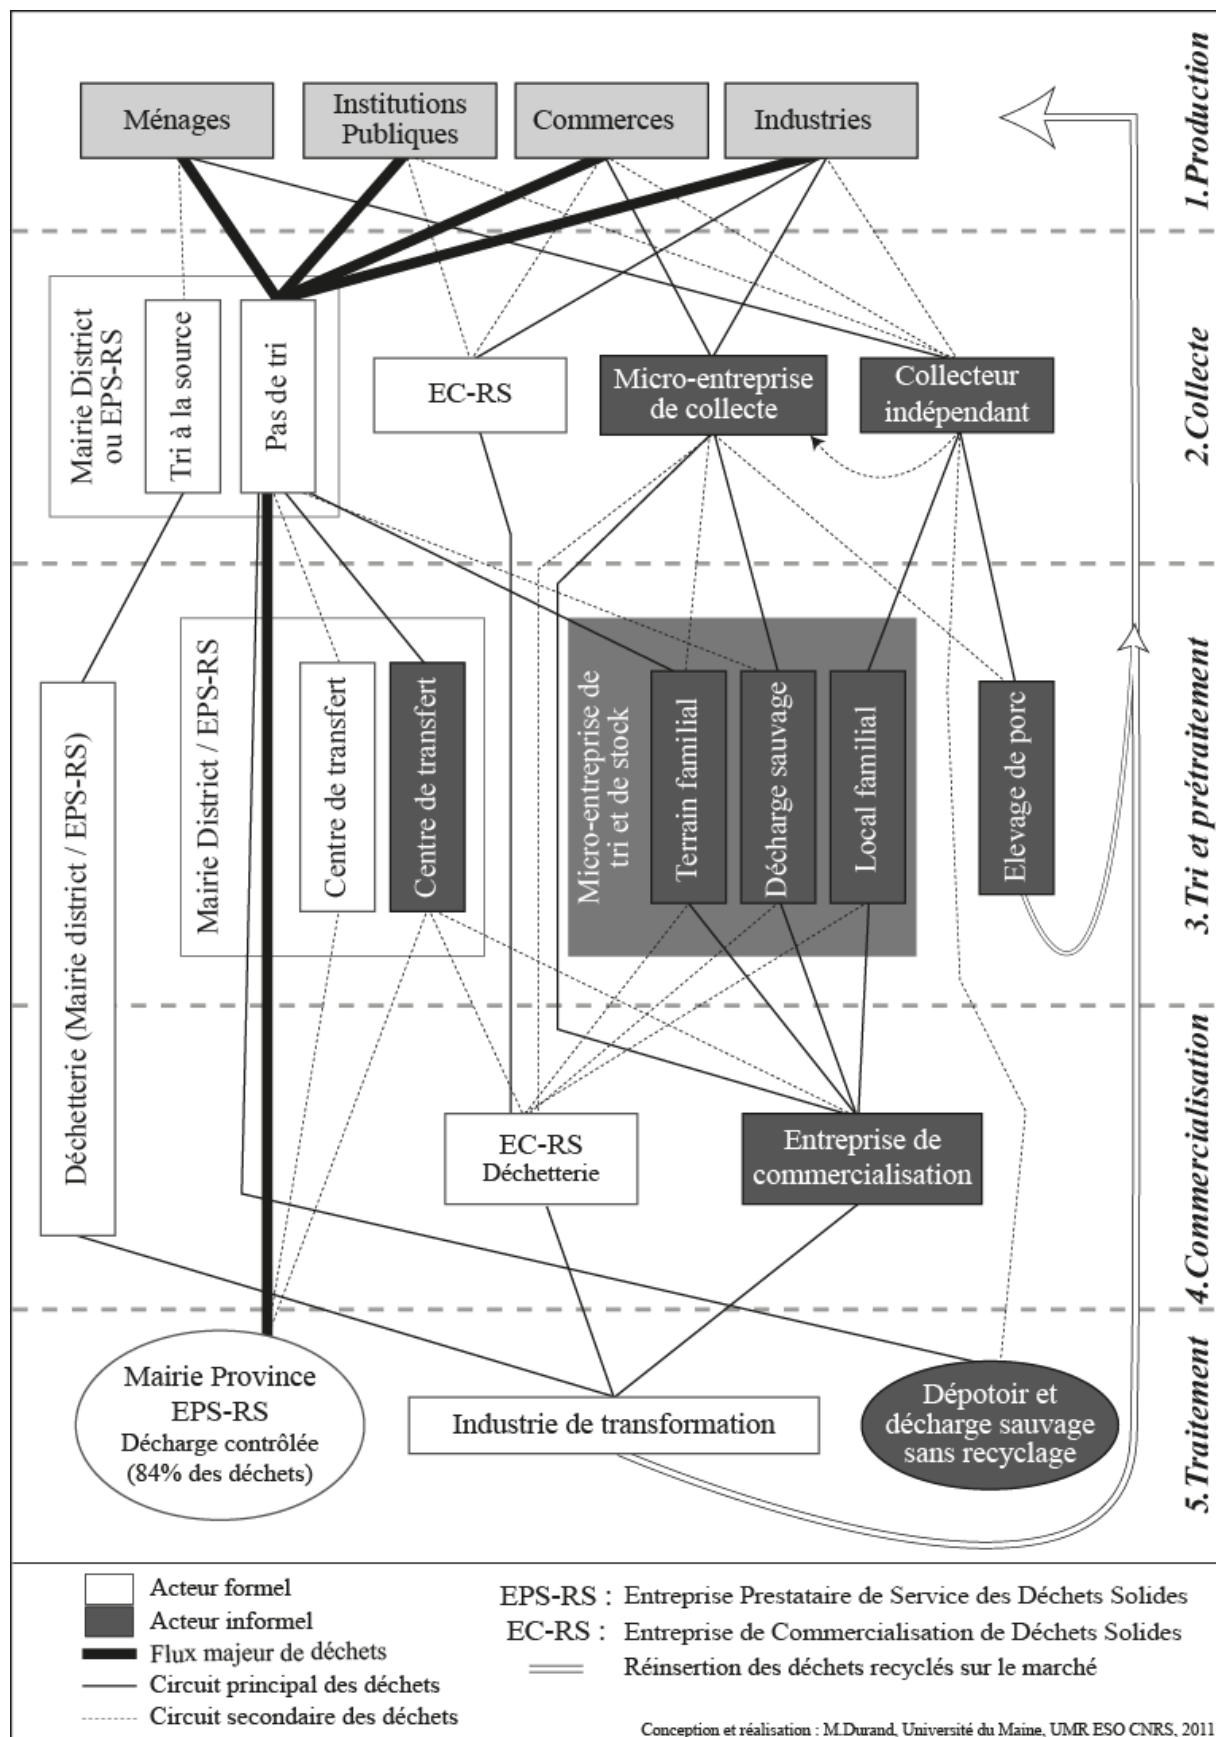 1.Production
Ménages
Institutions
Publiques
Commerces
Industries
2.Collecte
Mairie District
ou EPS-RS
Tri à la source
Pas de tri
EC-RS
Micro-entreprise
de collecte
Collecteur
indépendant
3.Tri et prétraitement
Déchetterie (Mairie district / EPS-RS)
Mairie District / EPS-RS
Centre de transfert
Centre de transfert
Micro-entreprise de
tri et de stock
Terrain familial
Décharge sauvage
Local familial
Elevage de porc
4.Commercialisation
EC-RS
Déchetterie
Entreprise de
commercialisation
5.Traitement
Mairie Province
EPS-RS
Décharge contrôlée
(84% des déchets)
Industrie de transformation
Dépotoir et
décharge sauvage
sans recyclage
Acteur formel
Acteur informel
Flux majeur de déchets
Circuit principal des déchets
Circuit secondaire des déchets
EPS-RS : Entreprise Prestataire de Service des Déchets Solides
EC-RS : Entreprise de Commercialisation de Déchets Solides
Réinsertion des déchets recyclés sur le marché
Conception et réalisation : M.Durand, Université du Maine, UMR ESO CNRS, 2011